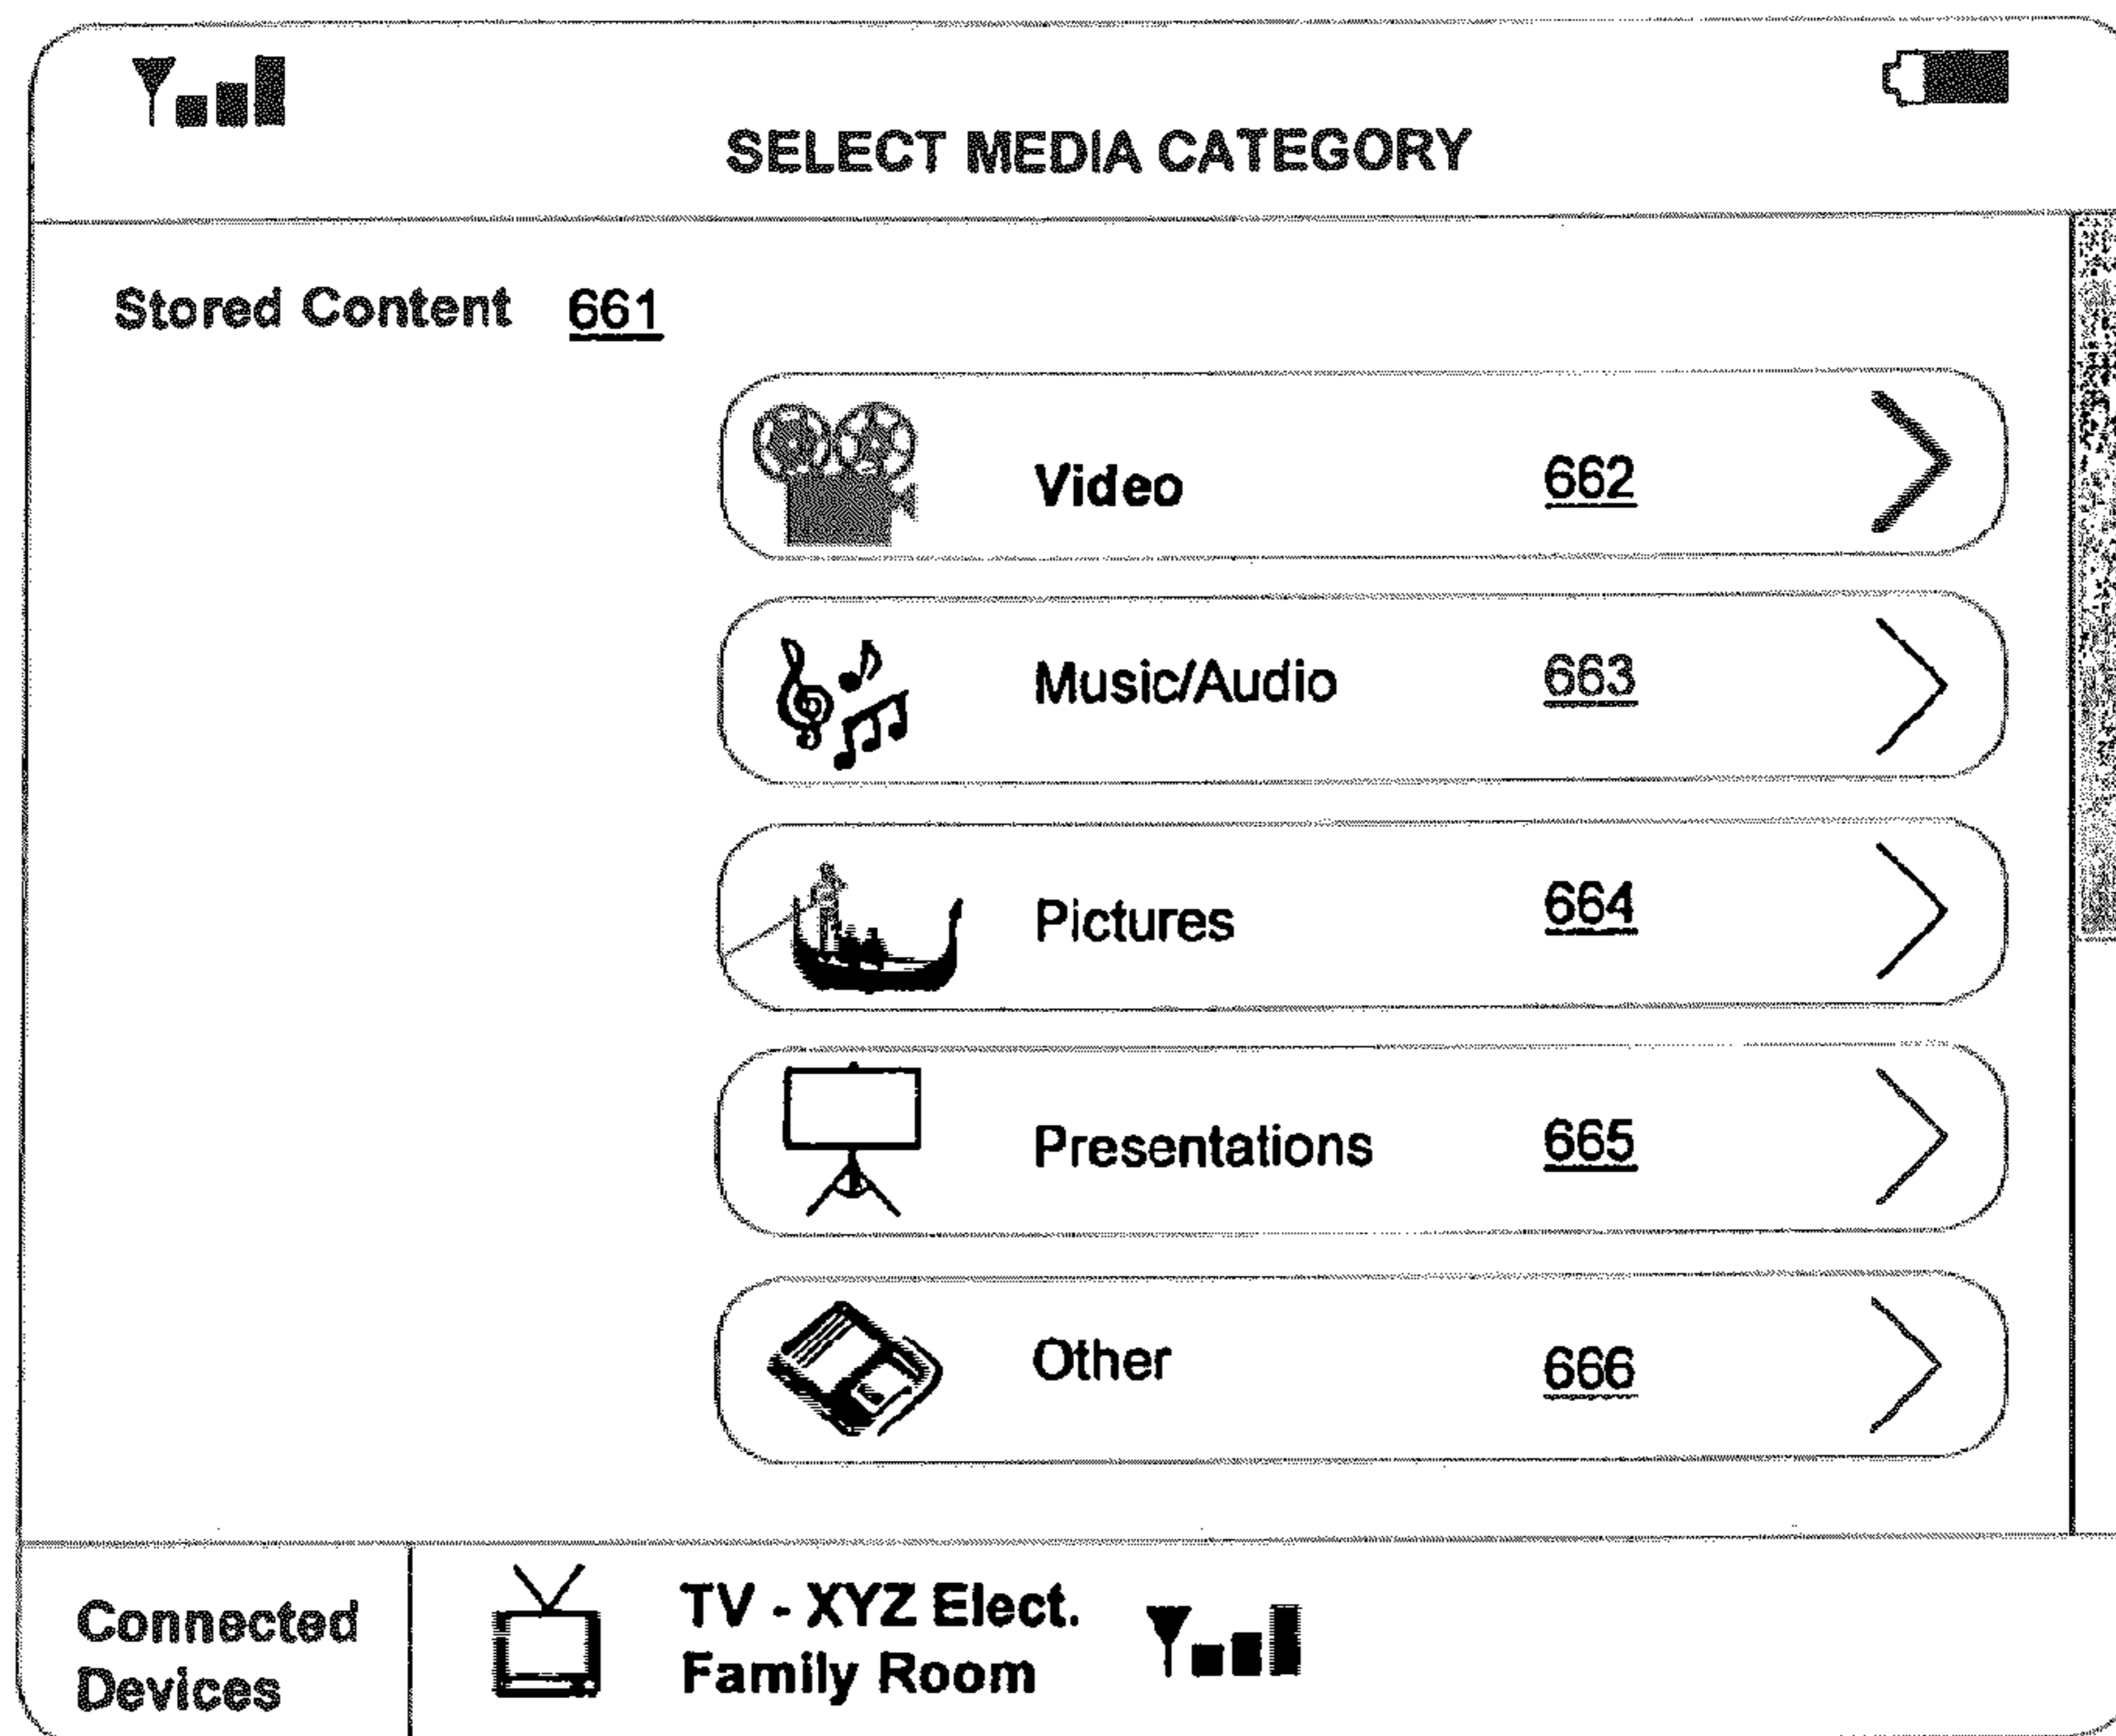 SELECT MEDIA CATEGORY
Stored Content 661
Video 662
Music/Audio 663
Pictures 664
Presentations 665
Other 666
Connected
Devices
TV - XYZ Elect.
Family Room